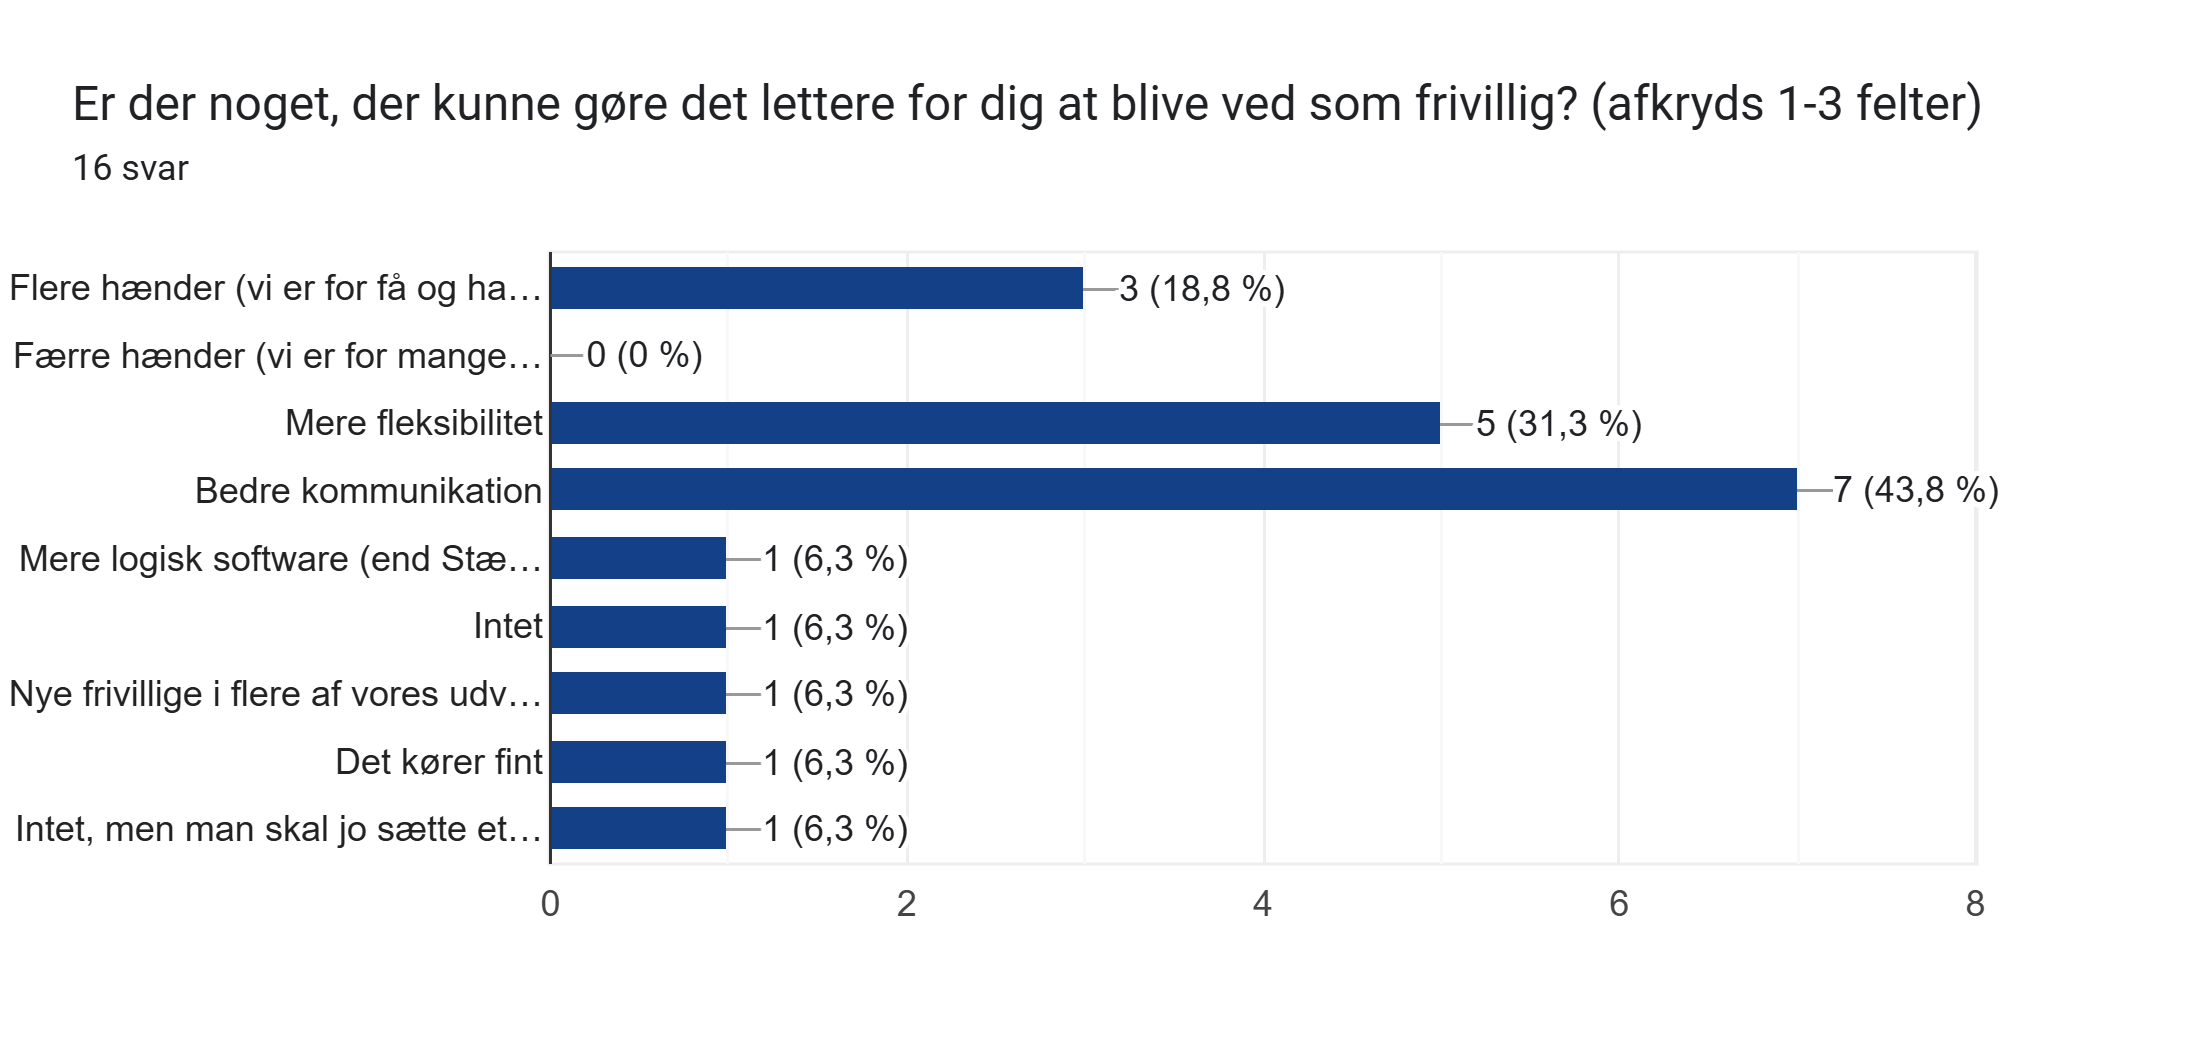 Er der noget, der kunne gøre det lettere for dig at blive ved som frivillig? (afkryds 1-3 felter)
16 svar
Flere hænder (vi er for få og ha…
3 (18,8 %)
Færre hænder (vi er for mange…
0 (0 %)
Mere fleksibilitet
5 (31,3 %)
Bedre kommunikation
7 (43,8 %)
Mere logisk software (end Stæ…
1 (6,3 %)
Intet
1 (6,3 %)
Nye frivillige i flere af vores udv…
1 (6,3 %)
Det kører fint
1 (6,3 %)
Intet, men man skal jo sætte et…
1 (6,3 %)
0 2 4 6 8